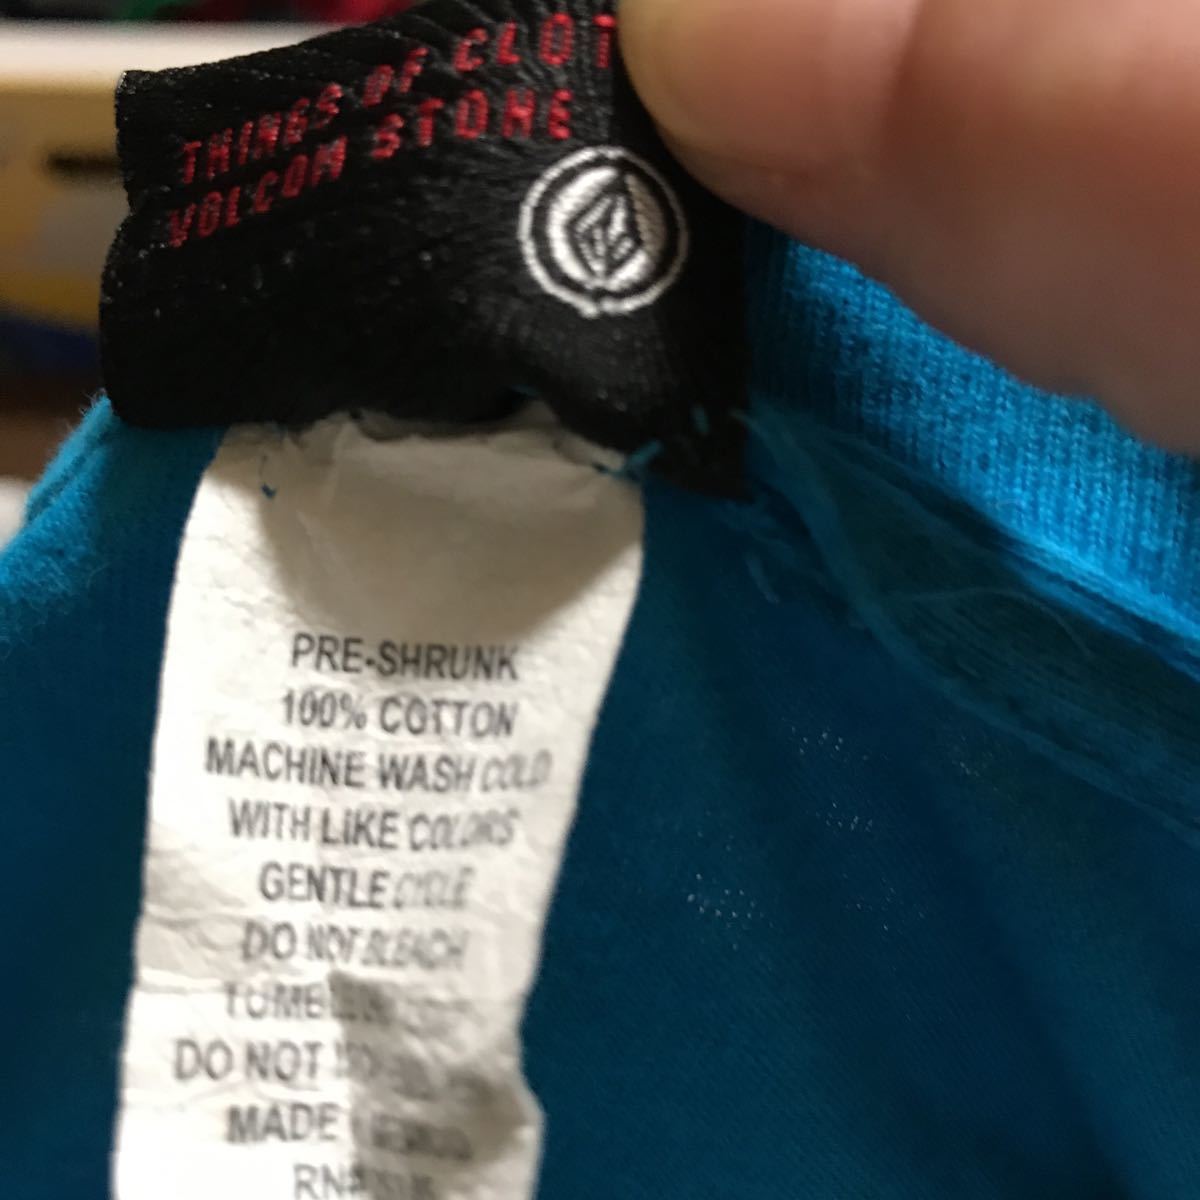 THINGS OF CLOT
VOLCOM STONE
PRE-SHRUNK
100% COTTON
MACHINE WASH COLD
WITH LIKE COLORS
GENTLE CYCLE
DO NOT BLEACH
DO NOT
MADE